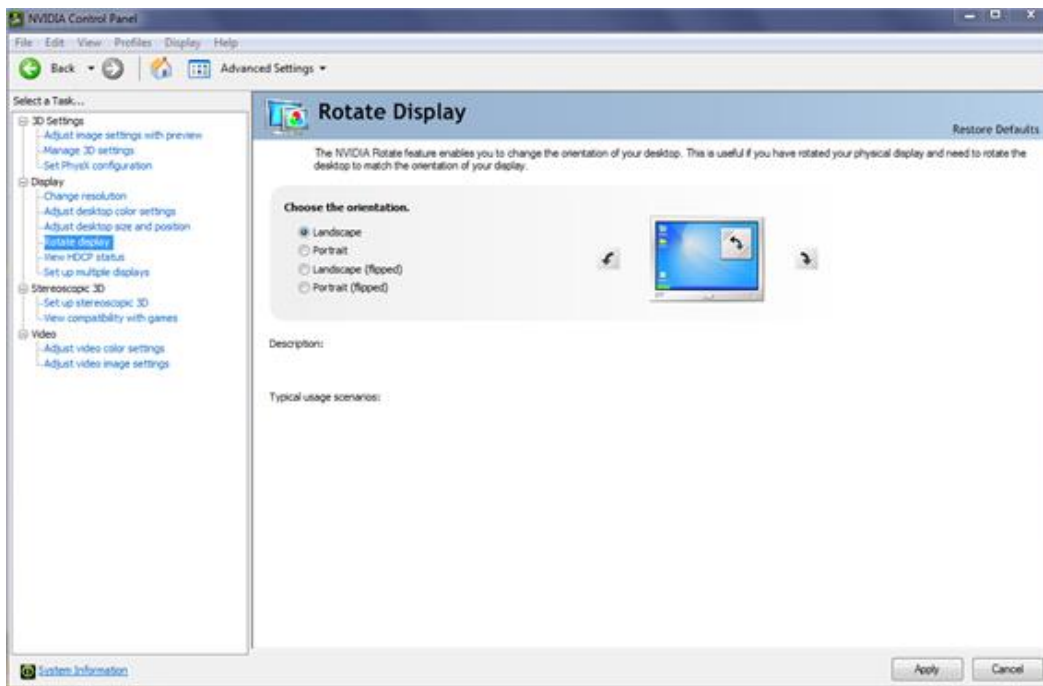 NVIDIA Control Panel
File Edit View Profiles Display Help
Back Advanced Settings
Select a Task...
3D Settings
Adjust image settings with preview
Manage 3D settings
Set PhysX configuration
Display
Change resolution
Adjust desktop color settings
Adjust desktop size and position
Rotate display
View HDCP status
Set up multiple displays
Stereoscopic 3D
Set up stereoscopic 3D
View compatibility with games
Video
Adjust video color settings
Adjust video image settings
Rotate Display
Restore Defaults
The NVIDIA Rotate feature enables you to change the orientation of your desktop. This is useful if you have rotated your physical display and need to rotate the
desktop to match the orientation of your display.
Choose the orientation.
Landscape
Portrait
Landscape (flipped)
Portrait (flipped)
Description:
Typical usage scenarios:
System Information
Apply Cancel